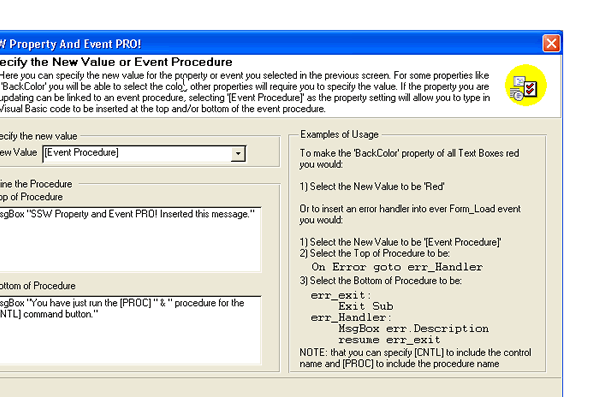 W Property And Event PRO!
ecify the New Value or Event Procedure
Here you can specify the new value for the property or event you selected in the previous screen. For some properties like
'BackColor' you will be able to select the color, other properties will require you to specify the value. If the property you are
updating can be linked to an event procedure, selecting '[Event Procedure]' as the property setting will allow you to type in
Visual Basic code to be inserted at the top and/or bottom of the event procedure.
ecify the new value
ew Value [Event Procedure]
ine the Procedure
op of Procedure
sgBox "SSW Property and Event PRO! Inserted this message."
ottom of Procedure
sgBox "You have just run the [PROC] " & " procedure for the
NTL] command button."
Examples of Usage
To make the 'BackColor' property of all Text Boxes red
you would:
1) Select the New Value to be 'Red'
Or to insert an error handler into ever Form_Load event
you would:
1) Select the New Value to be '[Event Procedure]'
2) Select the Top of Procedure to be:
On Error goto err_Handler
3) Select the Bottom of Procedure to be:
err_exit:
Exit Sub
err_Handler:
MsgBox err.Description
resume err_exit
NOTE: that you can specify [CNTL] to include the control
name and [PROC] to include the procedure name